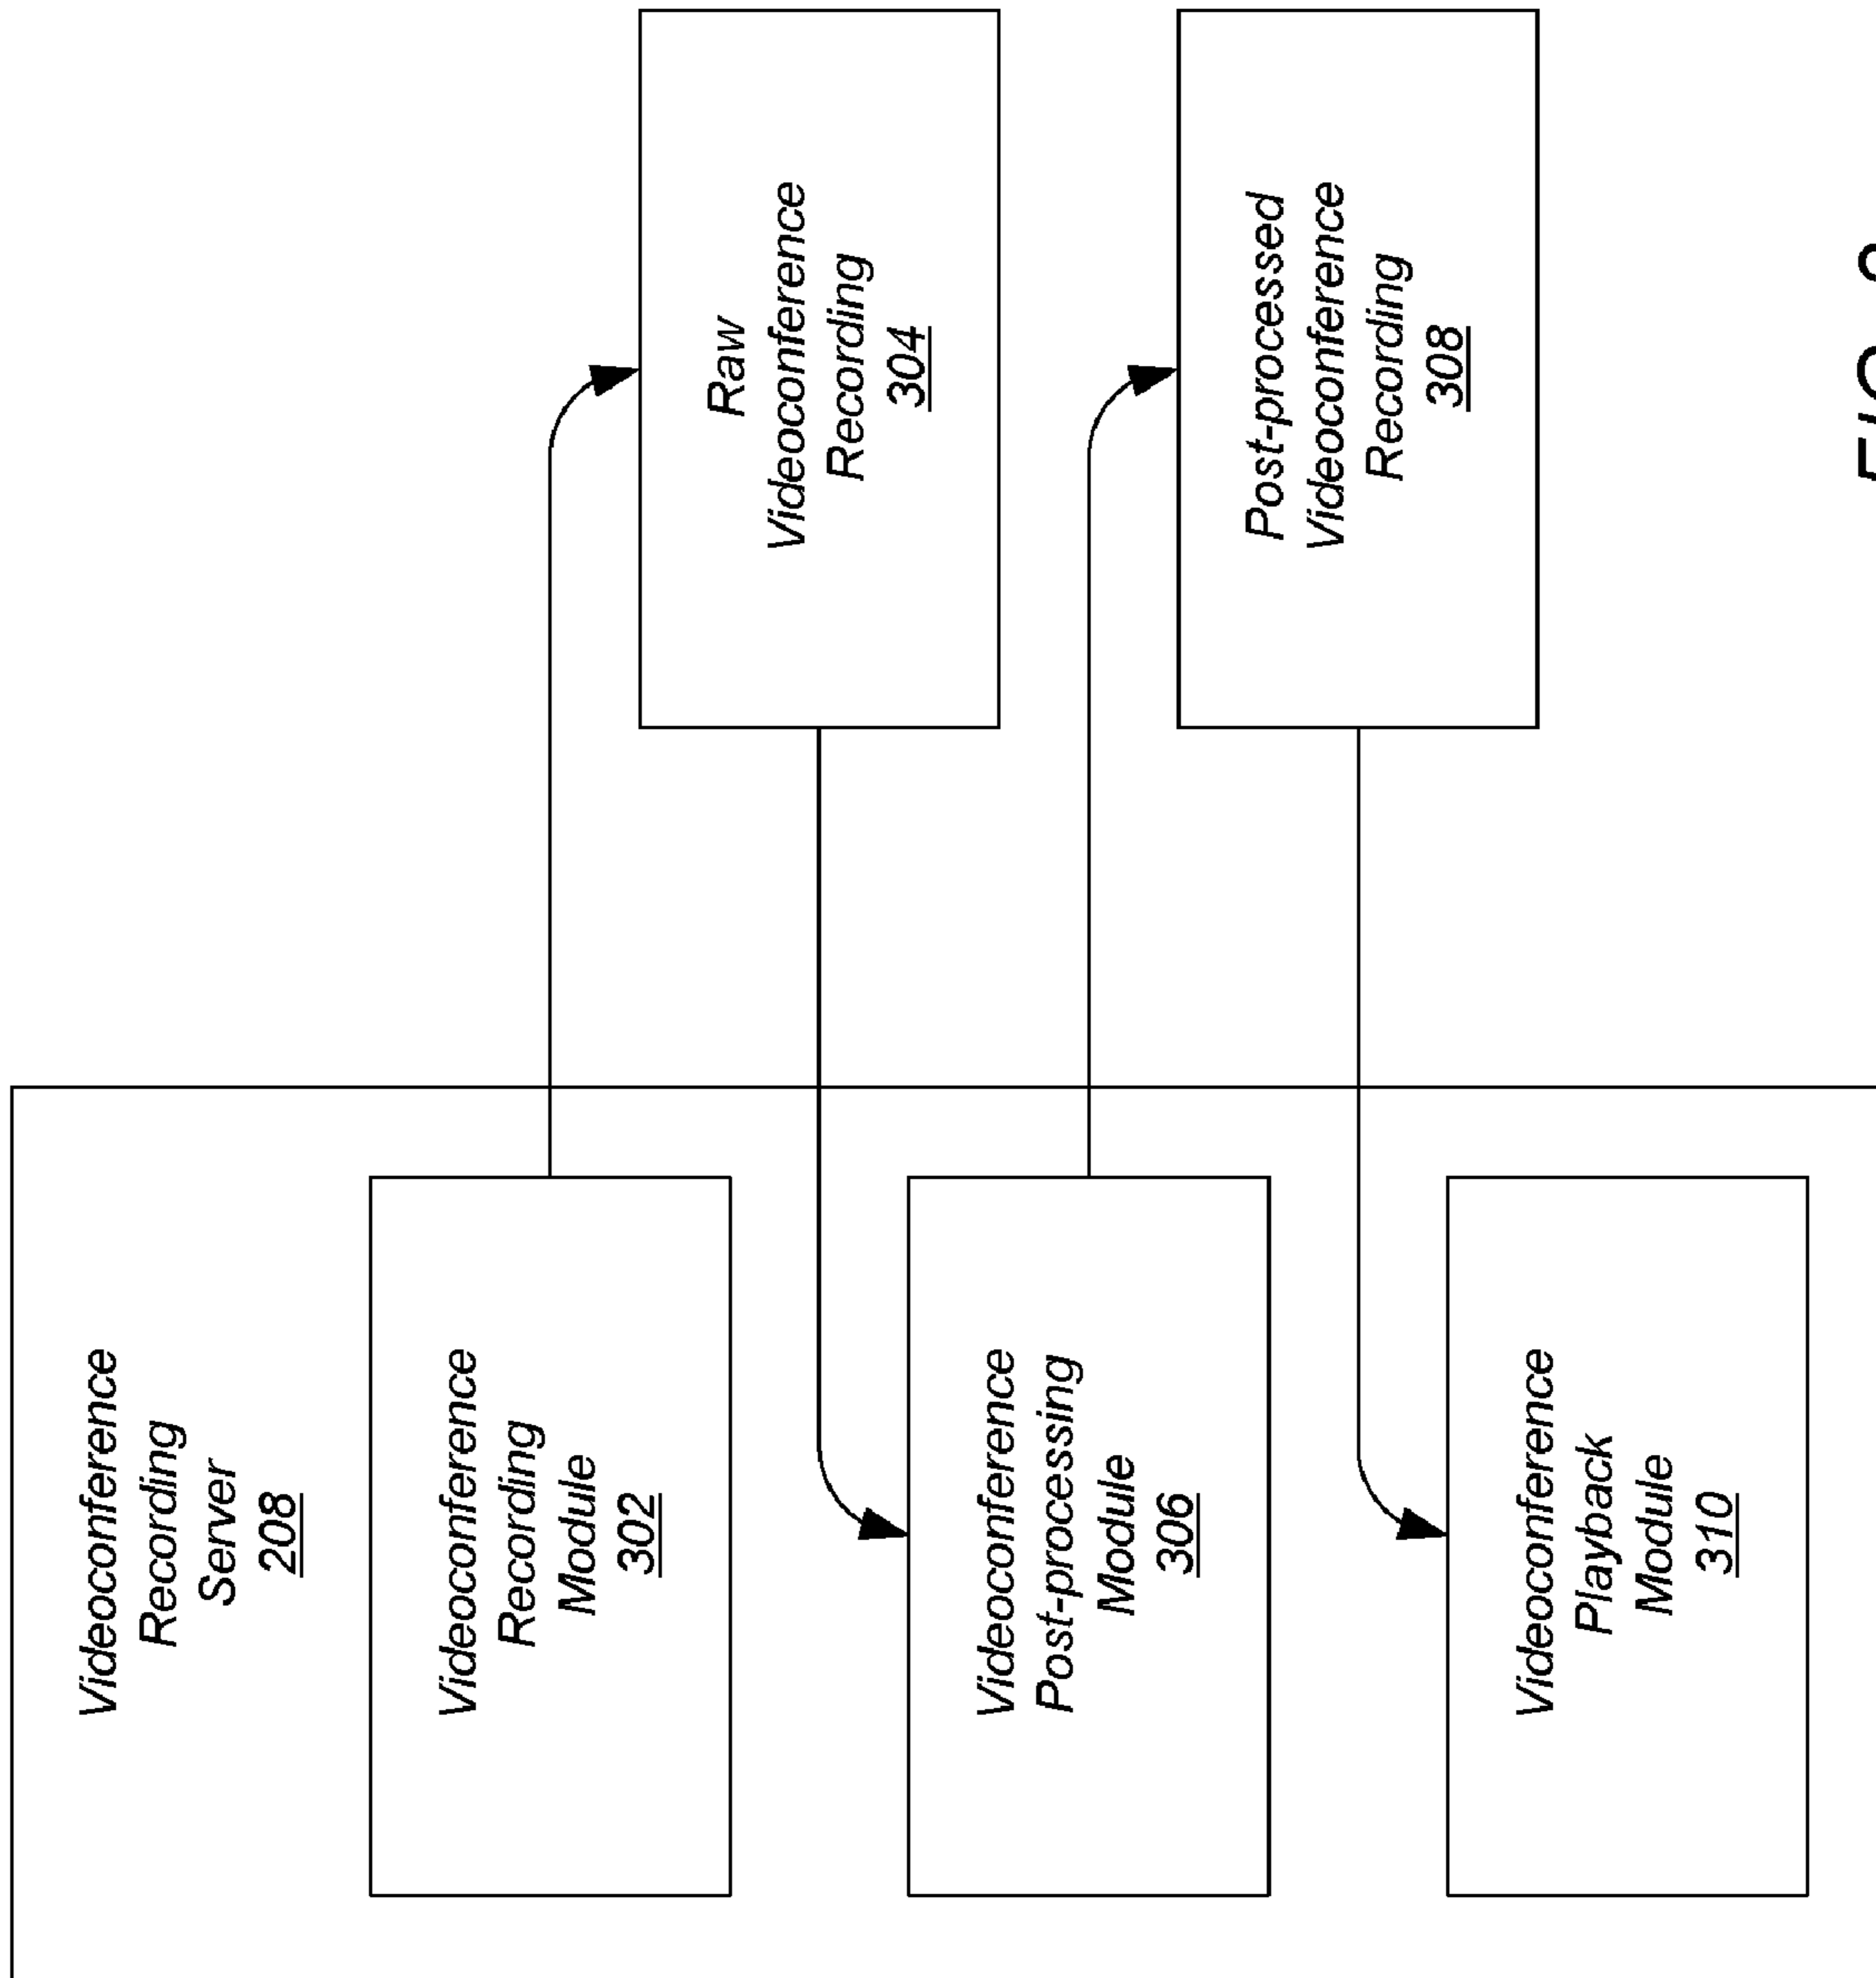 Videoconference
Recording
Server
208
Videoconference
Recording
Module
302
Raw
Videoconference
Recording
304
Videoconference
Post-processing
Module
306
Post-processed
Videoconference
Recording
308
Videoconference
Playback
Module
310